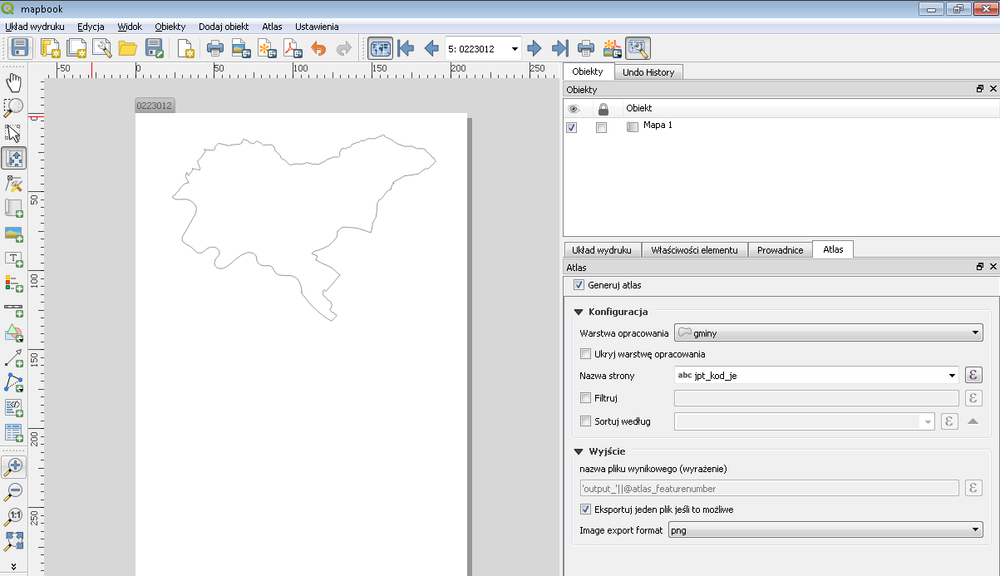 mapbook
Układ wydruku Edycja Widok Obiekty Dodaj obiekt Atlas Ustawienia
5: 0223012
-50 0 50 100 150 200 250
Obiekty Undo History
Obiekty
0223012
Obiekt
Mapa 1
0
50
100
150
200
250
Układ wydruku Właściwości elementu Prowadnice Atlas
Atlas
Generuj atlas
Konfiguracja
Warstwa opracowania gminy
Ukryj warstwę opracowania
Nazwa strony abc jpt_kod_je ε
Filtruj ε
Sortuj według ε
Wyjście
nazwa pliku wynikowego (wyrażenie)
'output_'||@atlas_featurenumber ε
Eksportuj jeden plik jeśli to możliwe
Image export format png
T
1:1